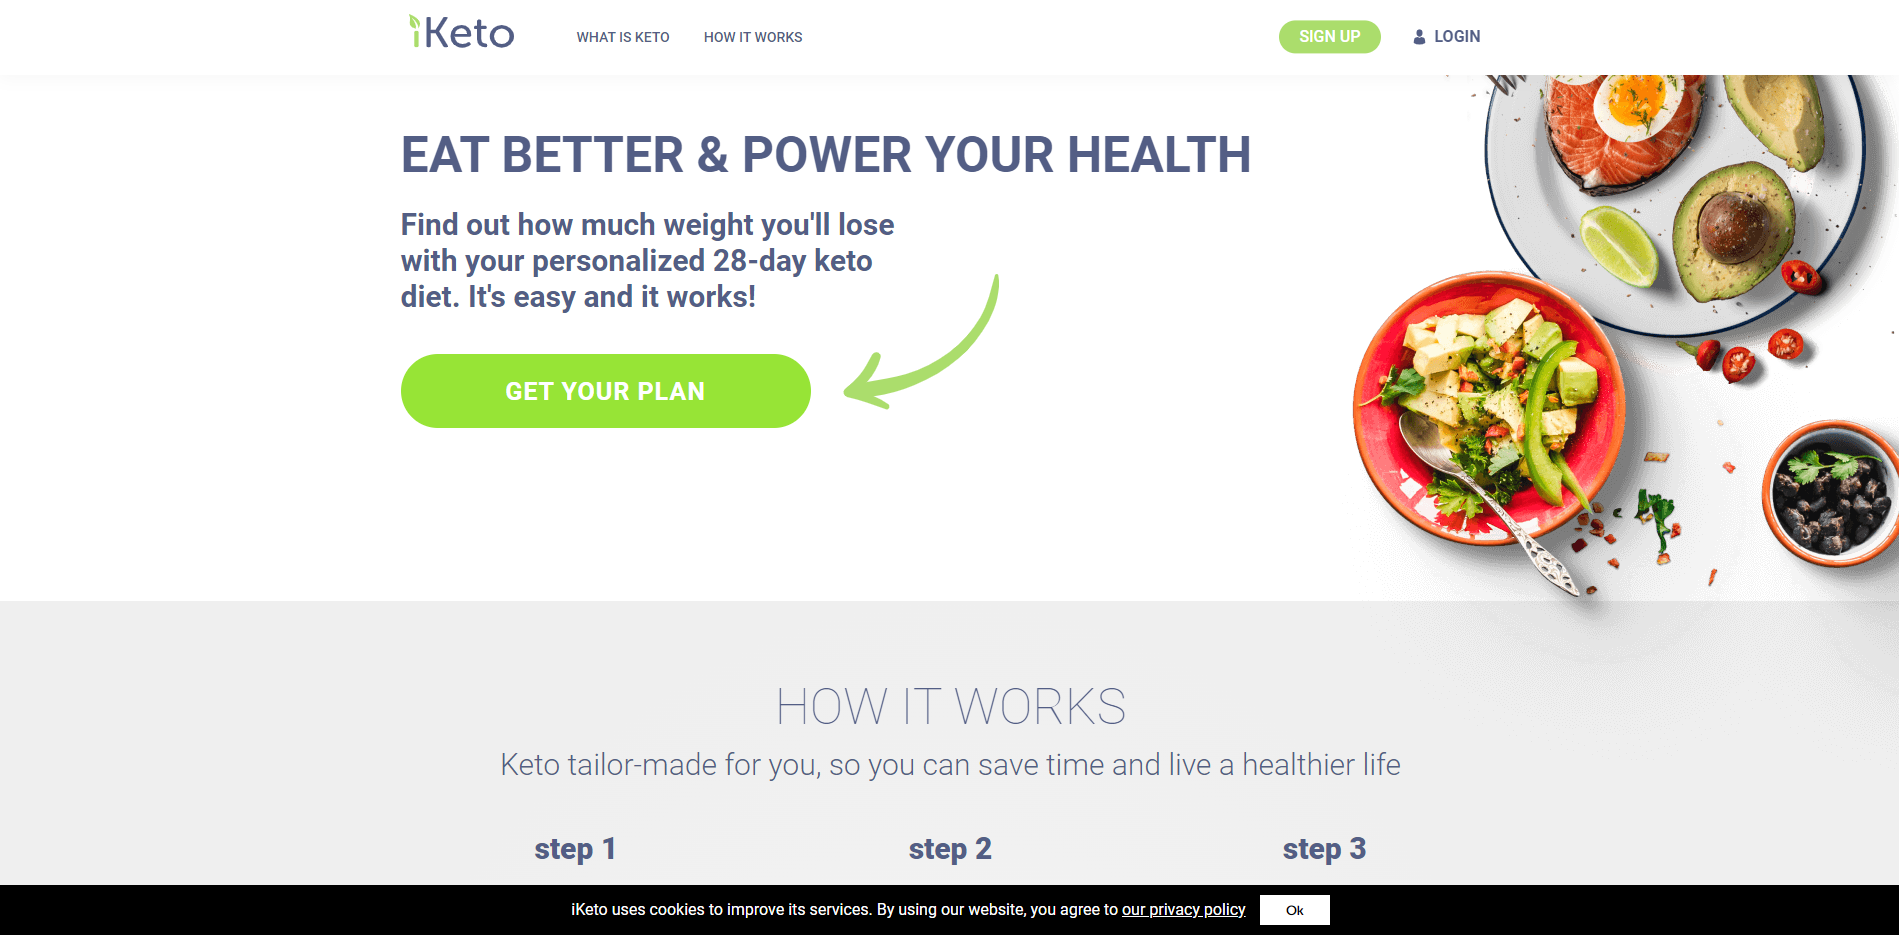 iKeto
WHAT IS KETO
HOW IT WORKS
SIGN UP
LOGIN
EAT BETTER & POWER YOUR HEALTH
Find out how much weight you'll lose
with your personalized 28-day keto
diet. It's easy and it works!
GET YOUR PLAN
HOW IT WORKS
Keto tailor-made for you, so you can save time and live a healthier life
step 1
step 2
step 3
iKeto uses cookies to improve its services. By using our website, you agree to our privacy policy
Ok